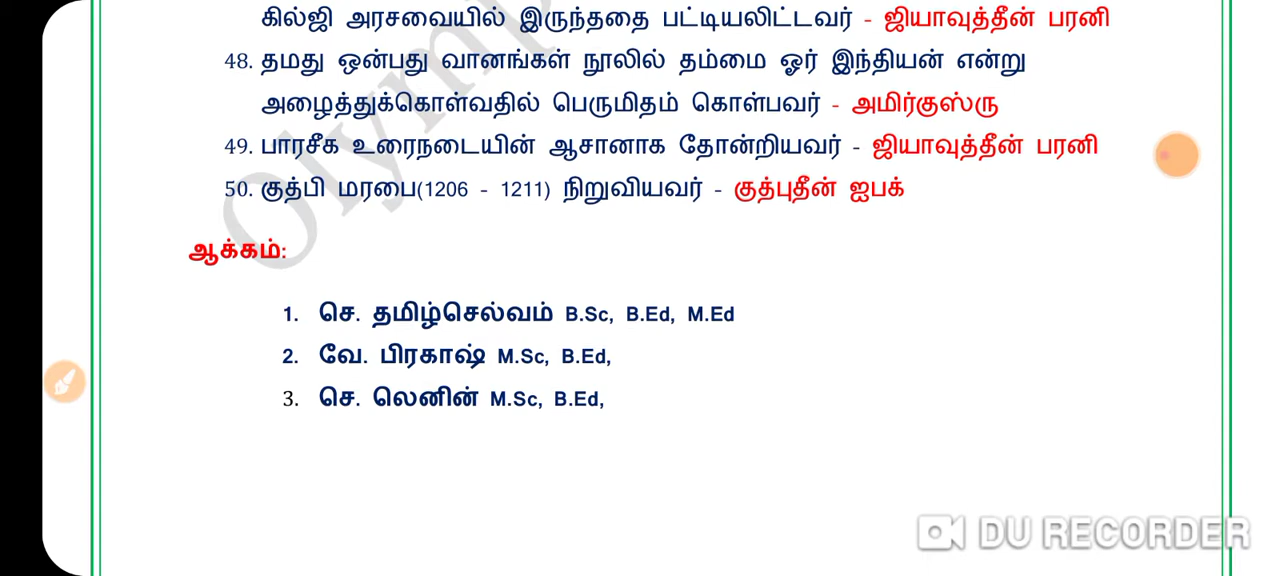 கில்ஜி அரசவையில் இருந்ததை பட்டியலிட்டவர் - ஜியாவுத்தீன் பரனி
48. தமது ஒன்பது வானங்கள் நூலில் தம்மை ஓர் இந்தியன் என்று
அழைத்துக்கொள்வதில் பெருமிதம் கொள்பவர் - அமிர்குஸ்ரு
49. பாரசீக உரைநடையின் ஆசானாக தோன்றியவர் - ஜியாவுத்தீன் பரனி
50. குத்பி மரபை(1206 - 1211) நிறுவியவர் - குத்புதீன் ஐபக்
Olymp
ஆக்கம்:
1. செ. தமிழ்செல்வம் B.Sc, B.Ed, M.Ed
2. வே. பிரகாஷ் M.Sc, B.Ed,
3. செ. லெனின் M.Sc, B.Ed,
DU RECORDER